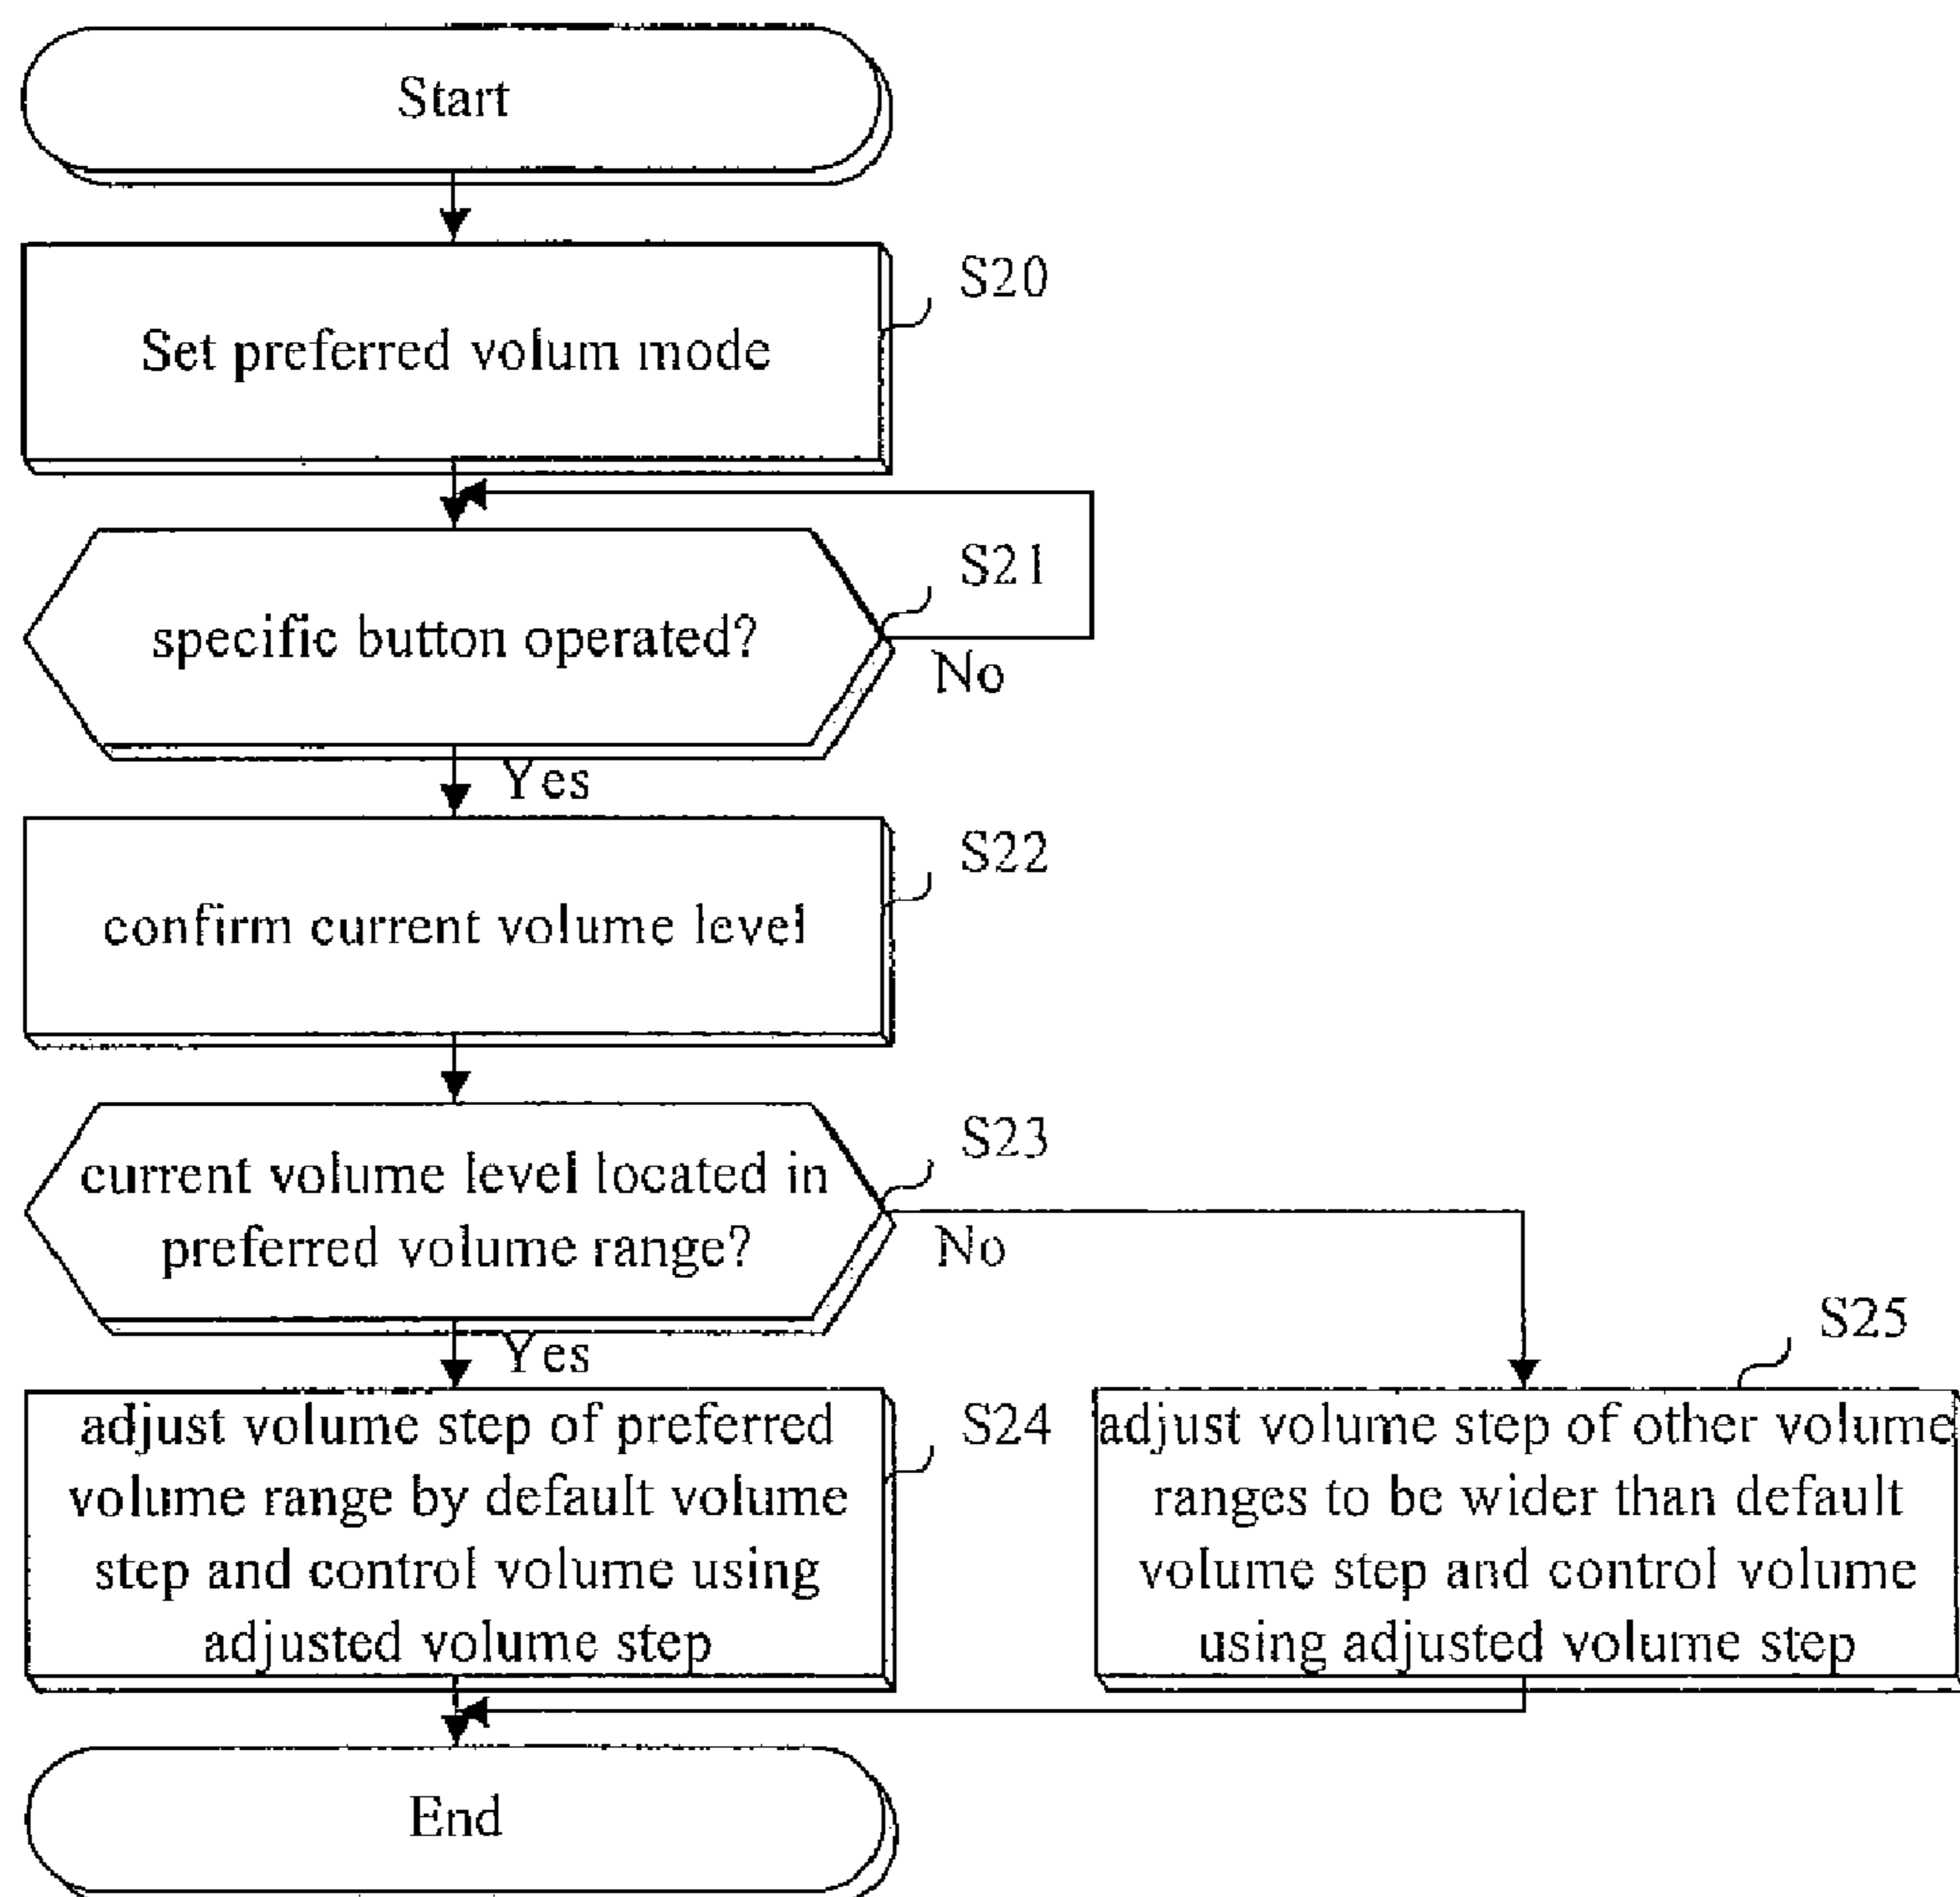 Start
S20
Set preferred volum mode
S21
specific button operated?
No
Yes
S22
confirm current volume level
S23
current volume level located in
preferred volume range?
No
Yes
S24
adjust volume step of preferred
volume range by default volume
step and control volume using
adjusted volume step
S25
adjust volume step of other volume
ranges to be wider than default
volume step and control volume
using adjusted volume step
End